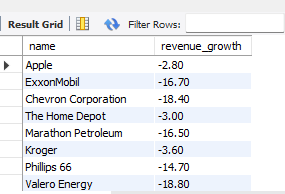 Result Grid Filter Rows:
name revenue_growth
Apple -2.80
ExxonMobil -16.70
Chevron Corporation -18.40
The Home Depot -3.00
Marathon Petroleum -16.50
Kroger -3.60
Phillips 66 -14.70
Valero Energy -18.80